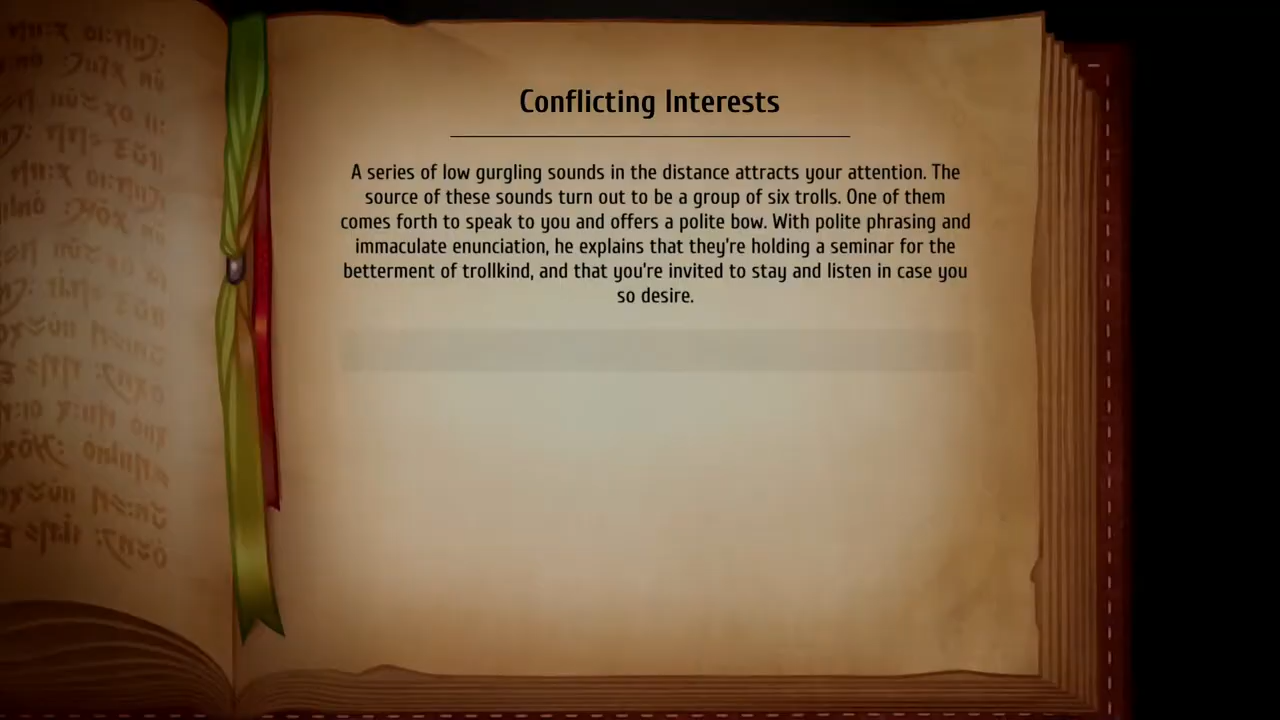 Conflicting Interests
A series of low gurgling sounds in the distance attracts your attention. The
source of these sounds turn out to be a group of six trolls. One of them
comes forth to speak to you and offers a polite bow. With polite phrasing and
immaculate enunciation, he explains that they're holding a seminar for the
betterment of trollkind, and that you're invited to stay and listen in case you
so desire.